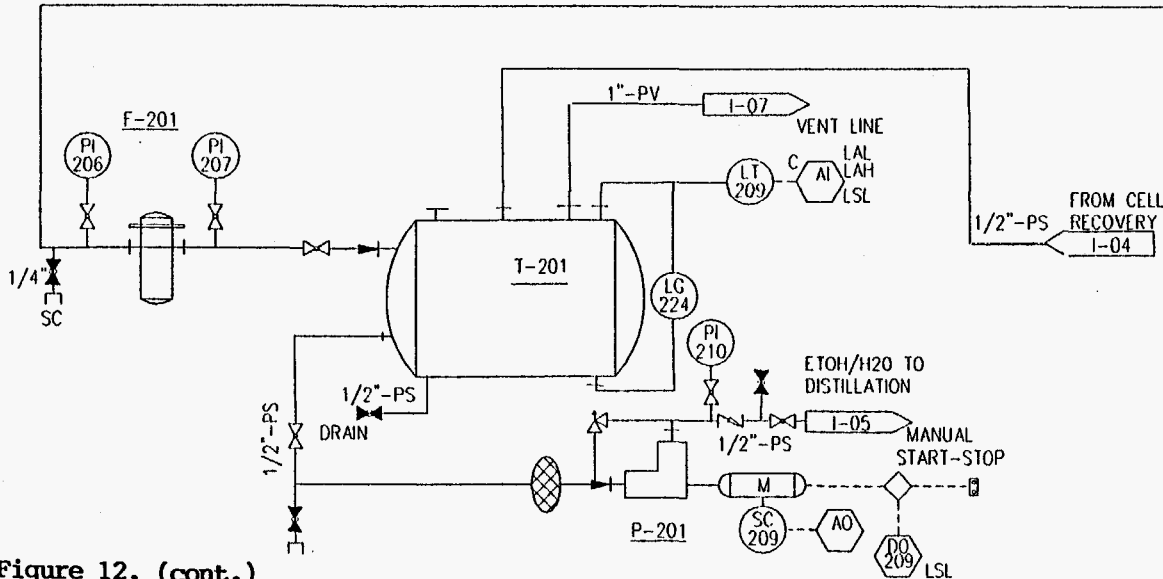 F-201
PI
206
PI
207
1/4"
SC
1"-PV
I-07
VENT LINE
LT
209
C
AI
LAL
LAH
LSL
FROM CELL
RECOVERY
I-04
1/2"-PS
T-201
LG
224
PI
210
ETOH/H2O TO
DISTILLATION
I-05
1/2"-PS
MANUAL
START-STOP
1/2"-PS
DRAIN
1/2"-PS
M
P-201
SC
209
AO
DO
209
LSL
Figure 12. (cont.)